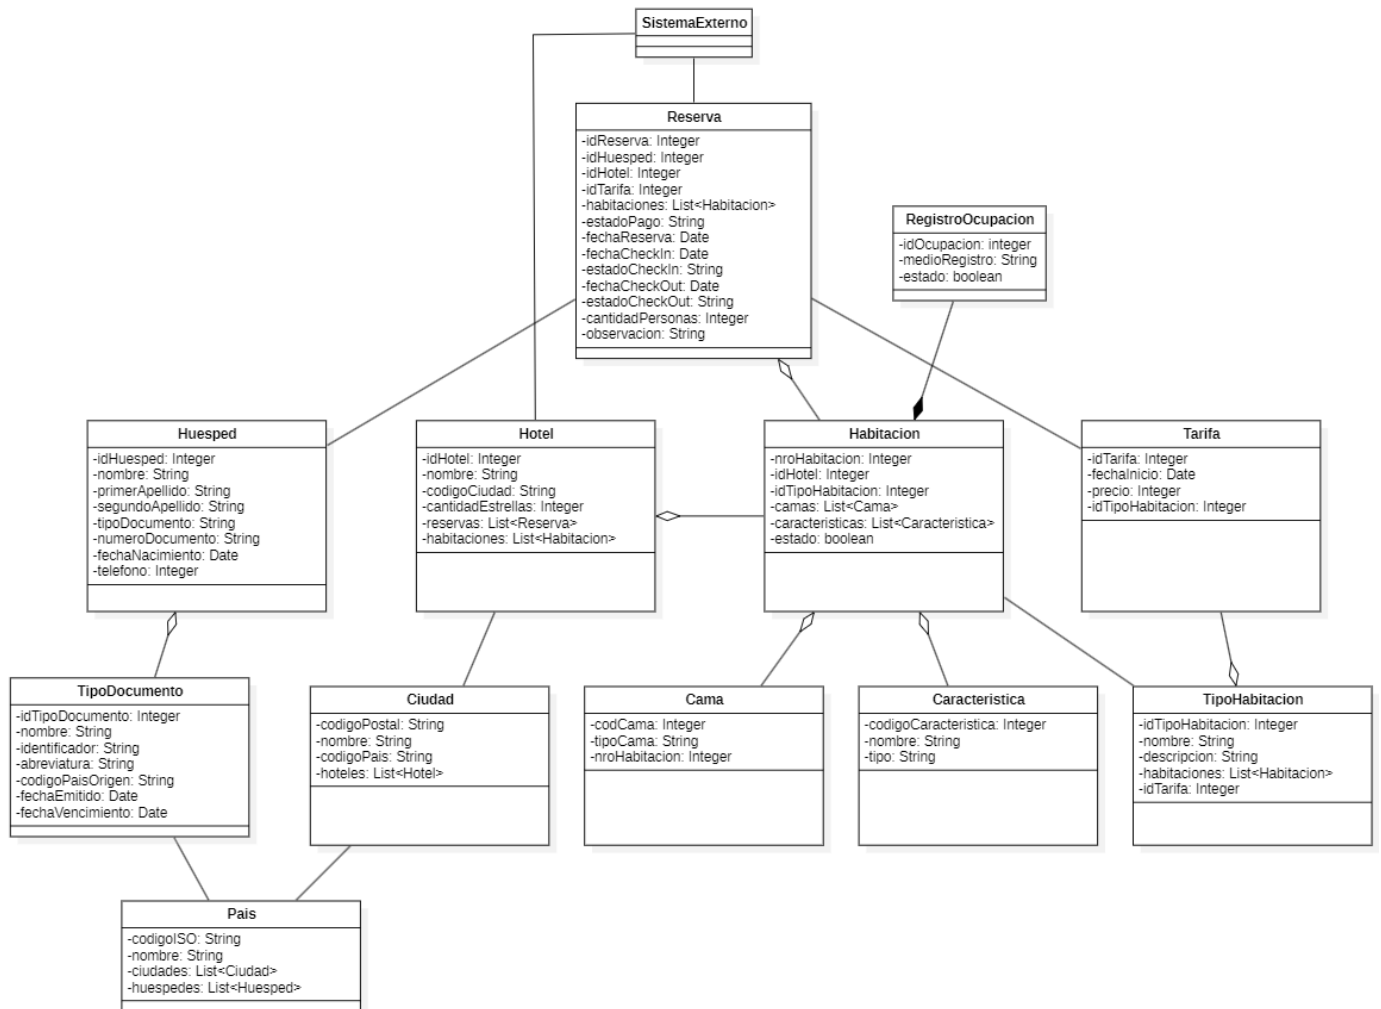 SistemaExterno
Reserva
-idReserva: Integer
-idHuesped: Integer
-idHotel: Integer
-idTarifa: Integer
-habitaciones: List<Habitacion>
-estadoPago: String
-fechaReserva: Date
-fechaCheckIn: Date
-estadoCheckIn: String
-fechaCheckOut: Date
-estadoCheckOut: String
-cantidadPersonas: Integer
-observacion: String
RegistroOcupacion
-idOcupacion: integer
-medioRegistro: String
-estado: boolean
Huesped
-idHuesped: Integer
-nombre: String
-primerApellido: String
-segundoApellido: String
-tipoDocumento: String
-numeroDocumento: String
-fechaNacimiento: Date
-telefono: Integer
Hotel
-idHotel: Integer
-nombre: String
-codigoCiudad: String
-cantidadEstrellas: Integer
-reservas: List<Reserva>
-habitaciones: List<Habitacion>
Habitacion
-nroHabitacion: Integer
-idHotel: Integer
-idTipoHabitacion: Integer
-camas: List<Cama>
-caracteristicas: List<Caracteristica>
-estado: boolean
Tarifa
-idTarifa: Integer
-fechaInicio: Date
-precio: Integer
-idTipoHabitacion: Integer
TipoDocumento
-idTipoDocumento: Integer
-nombre: String
-identificador: String
-abreviatura: String
-codigoPaisOrigen: String
-fechaEmitido: Date
-fechaVencimiento: Date
Ciudad
-codigoPostal: String
-nombre: String
-codigoPais: String
-hoteles: List<Hotel>
Cama
-codCama: Integer
-tipoCama: String
-nroHabitacion: Integer
Caracteristica
-codigoCaracteristica: Integer
-nombre: String
-tipo: String
TipoHabitacion
-idTipoHabitacion: Integer
-nombre: String
-descripcion: String
-habitaciones: List<Habitacion>
-idTarifa: Integer
Pais
-codigoISO: String
-nombre: String
-ciudades: List<Ciudad>
-huespedes: List<Huesped>